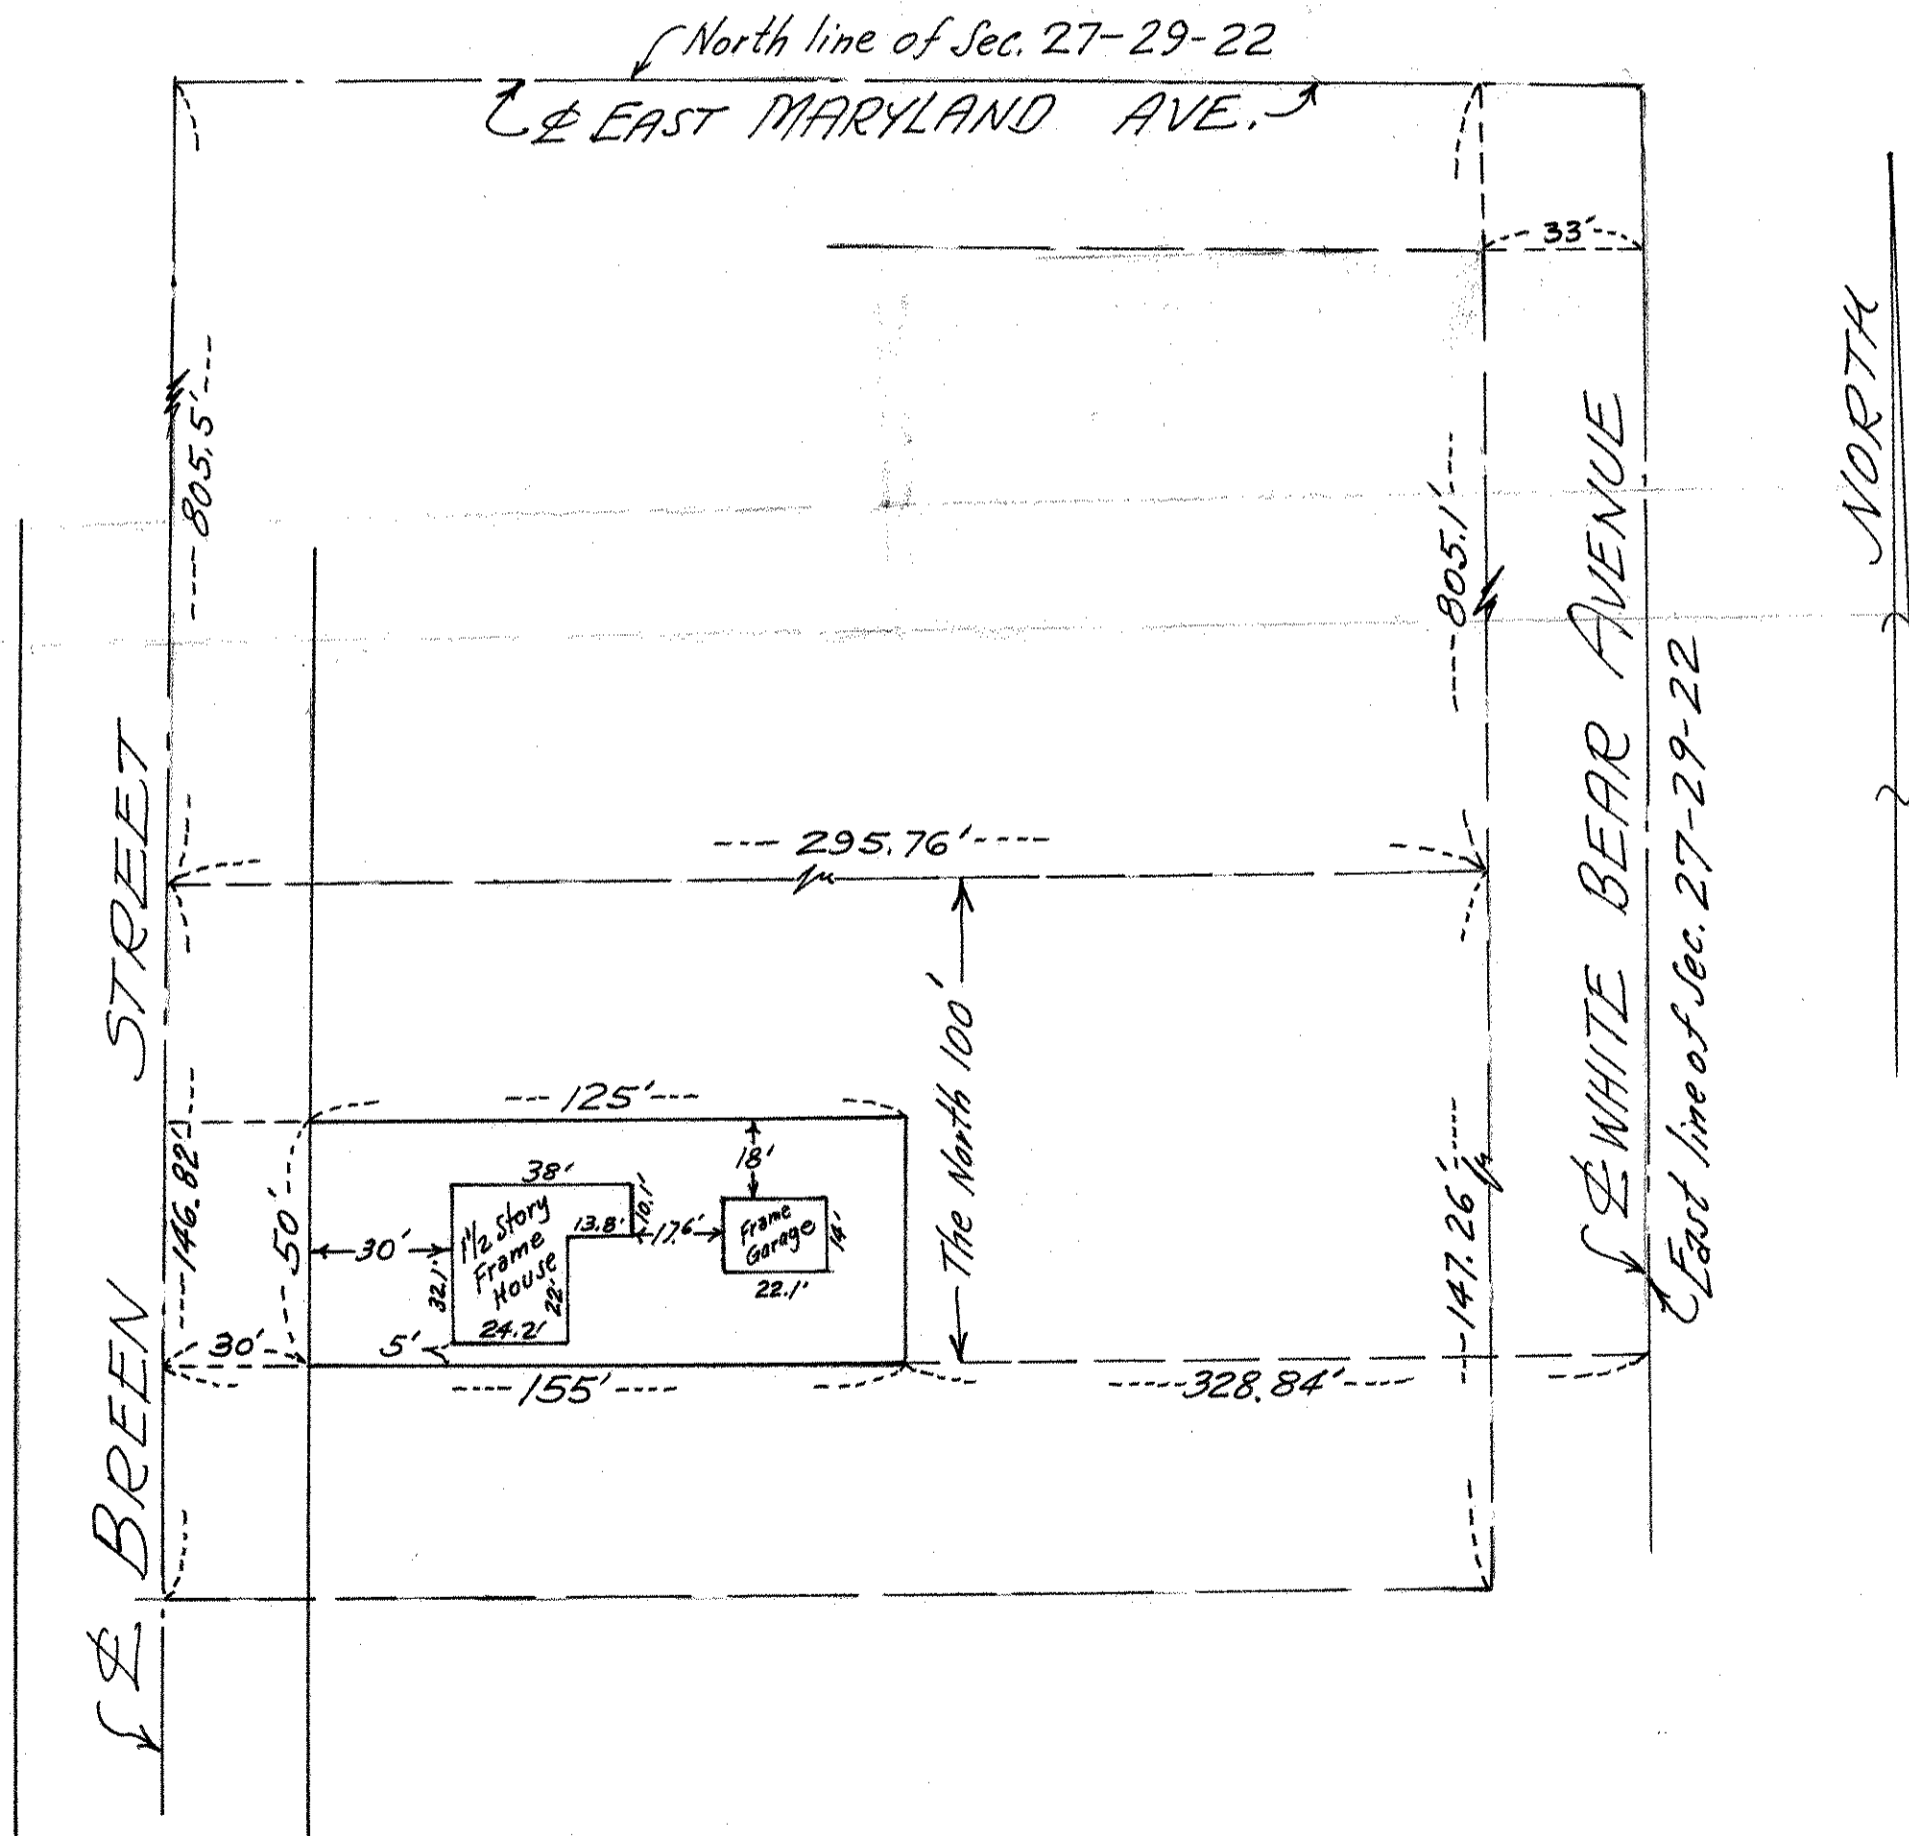 North line of Sec. 27-29-22
℄ EAST MARYLAND AVE.
33'
NORTH
805.5'
805.1'
295.76'
℄ BREEN STREET
℄ WHITE BEAR AVENUE
East line of Sec. 27-29-22
The North 100'
125'
146.82'
50'
30'
38'
10.1'
13.8'
17.6'
18'
1 1/2 Story
Frame
House
32.1'
22'
24.2'
5'
Frame
Garage
14'
22.1'
30'
155'
328.84'
147.26'